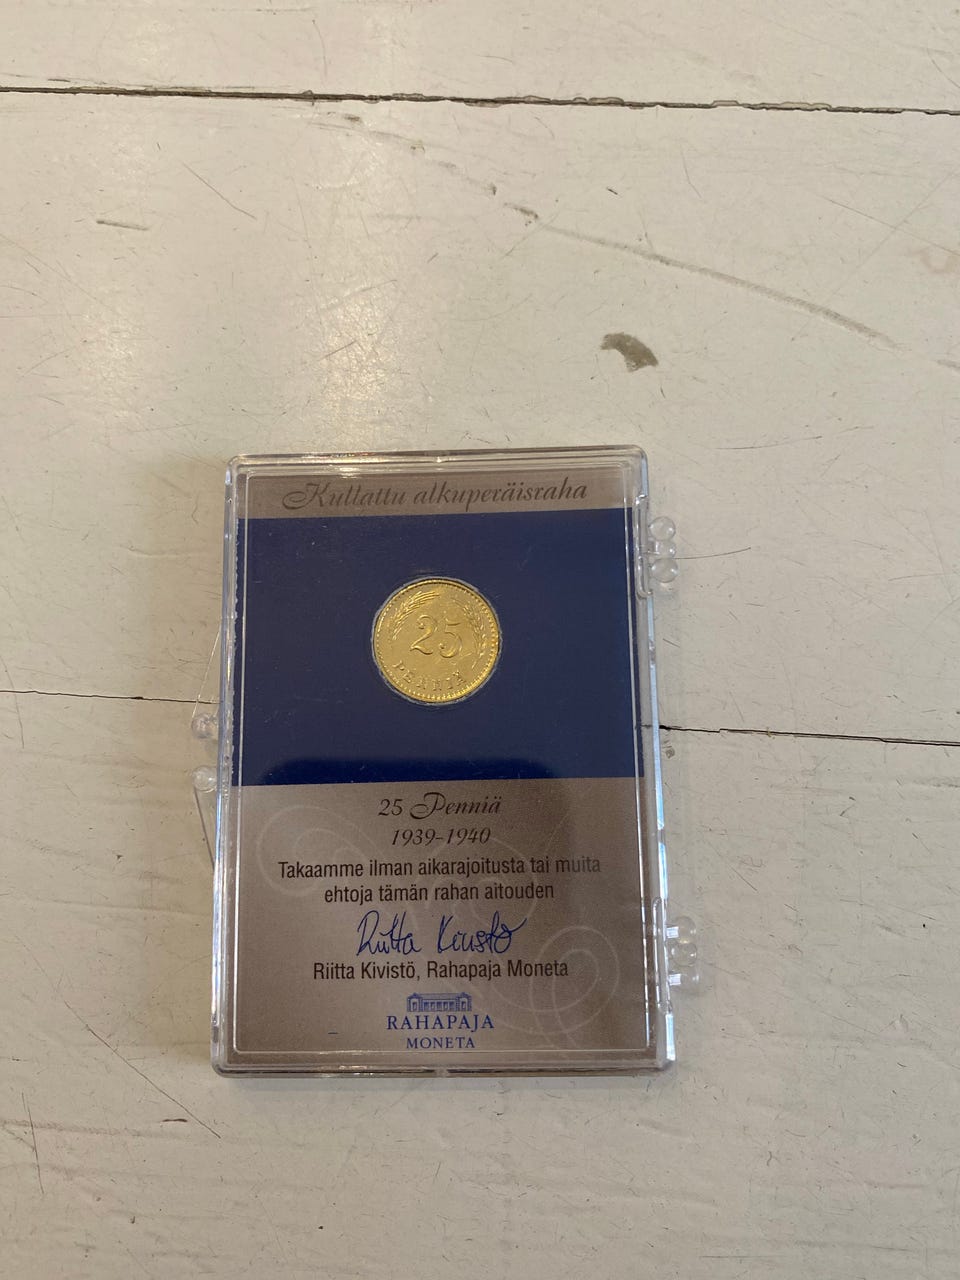 Kullattu alkuperäisraha
25
PENNIÄ
25 Penniä
1939-1940
Takaamme ilman aikarajoitusta tai muita
ehtoja tämän rahan aitouden
Riitta Kivistö
Riitta Kivistö, Rahapaja Moneta
RAHAPAJA
MONETA